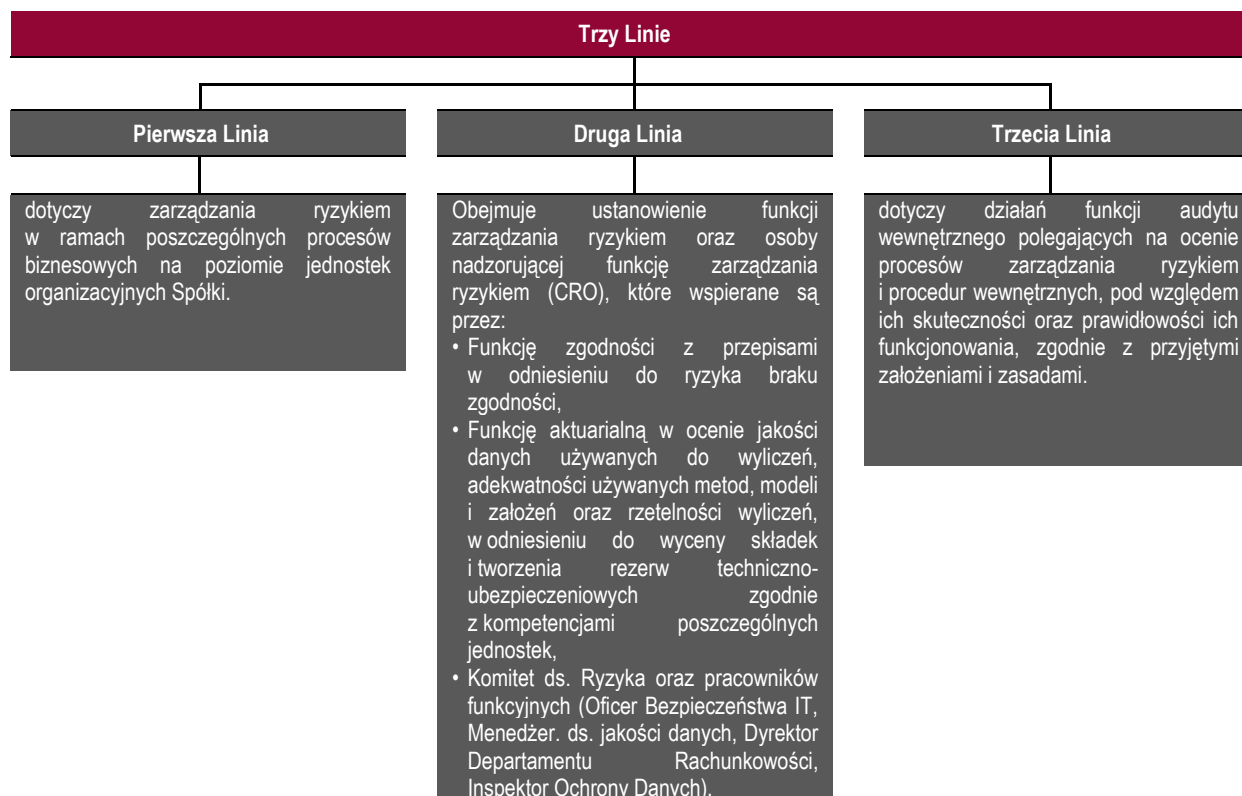 Trzy Linie
Pierwsza Linia
dotyczy zarządzania ryzykiem
w ramach poszczególnych procesów
biznesowych na poziomie jednostek
organizacyjnych Spółki.
Druga Linia
Obejmuje ustanowienie funkcji
zarządzania ryzykiem oraz osoby
nadzorującej funkcję zarządzania
ryzykiem (CRO), które wspierane są
przez:
• Funkcję zgodności z przepisami
w odniesieniu do ryzyka braku
zgodności,
• Funkcję aktuarialną w ocenie jakości
danych używanych do wyliczeń,
adekwatności używanych metod, modeli
i założeń oraz rzetelności wyliczeń,
w odniesieniu do wyceny składek
i tworzenia rezerw techniczno-
ubezpieczeniowych zgodnie
z kompetencjami poszczególnych
jednostek,
• Komitet ds. Ryzyka oraz pracowników
funkcyjnych (Oficer Bezpieczeństwa IT,
Menedżer. ds. jakości danych, Dyrektor
Departamentu Rachunkowości,
Inspektor Ochrony Danych).
Trzecia Linia
dotyczy działań funkcji audytu
wewnętrznego polegających na ocenie
procesów zarządzania ryzykiem
i procedur wewnętrznych, pod względem
ich skuteczności oraz prawidłowości ich
funkcjonowania, zgodnie z przyjętymi
założeniami i zasadami.